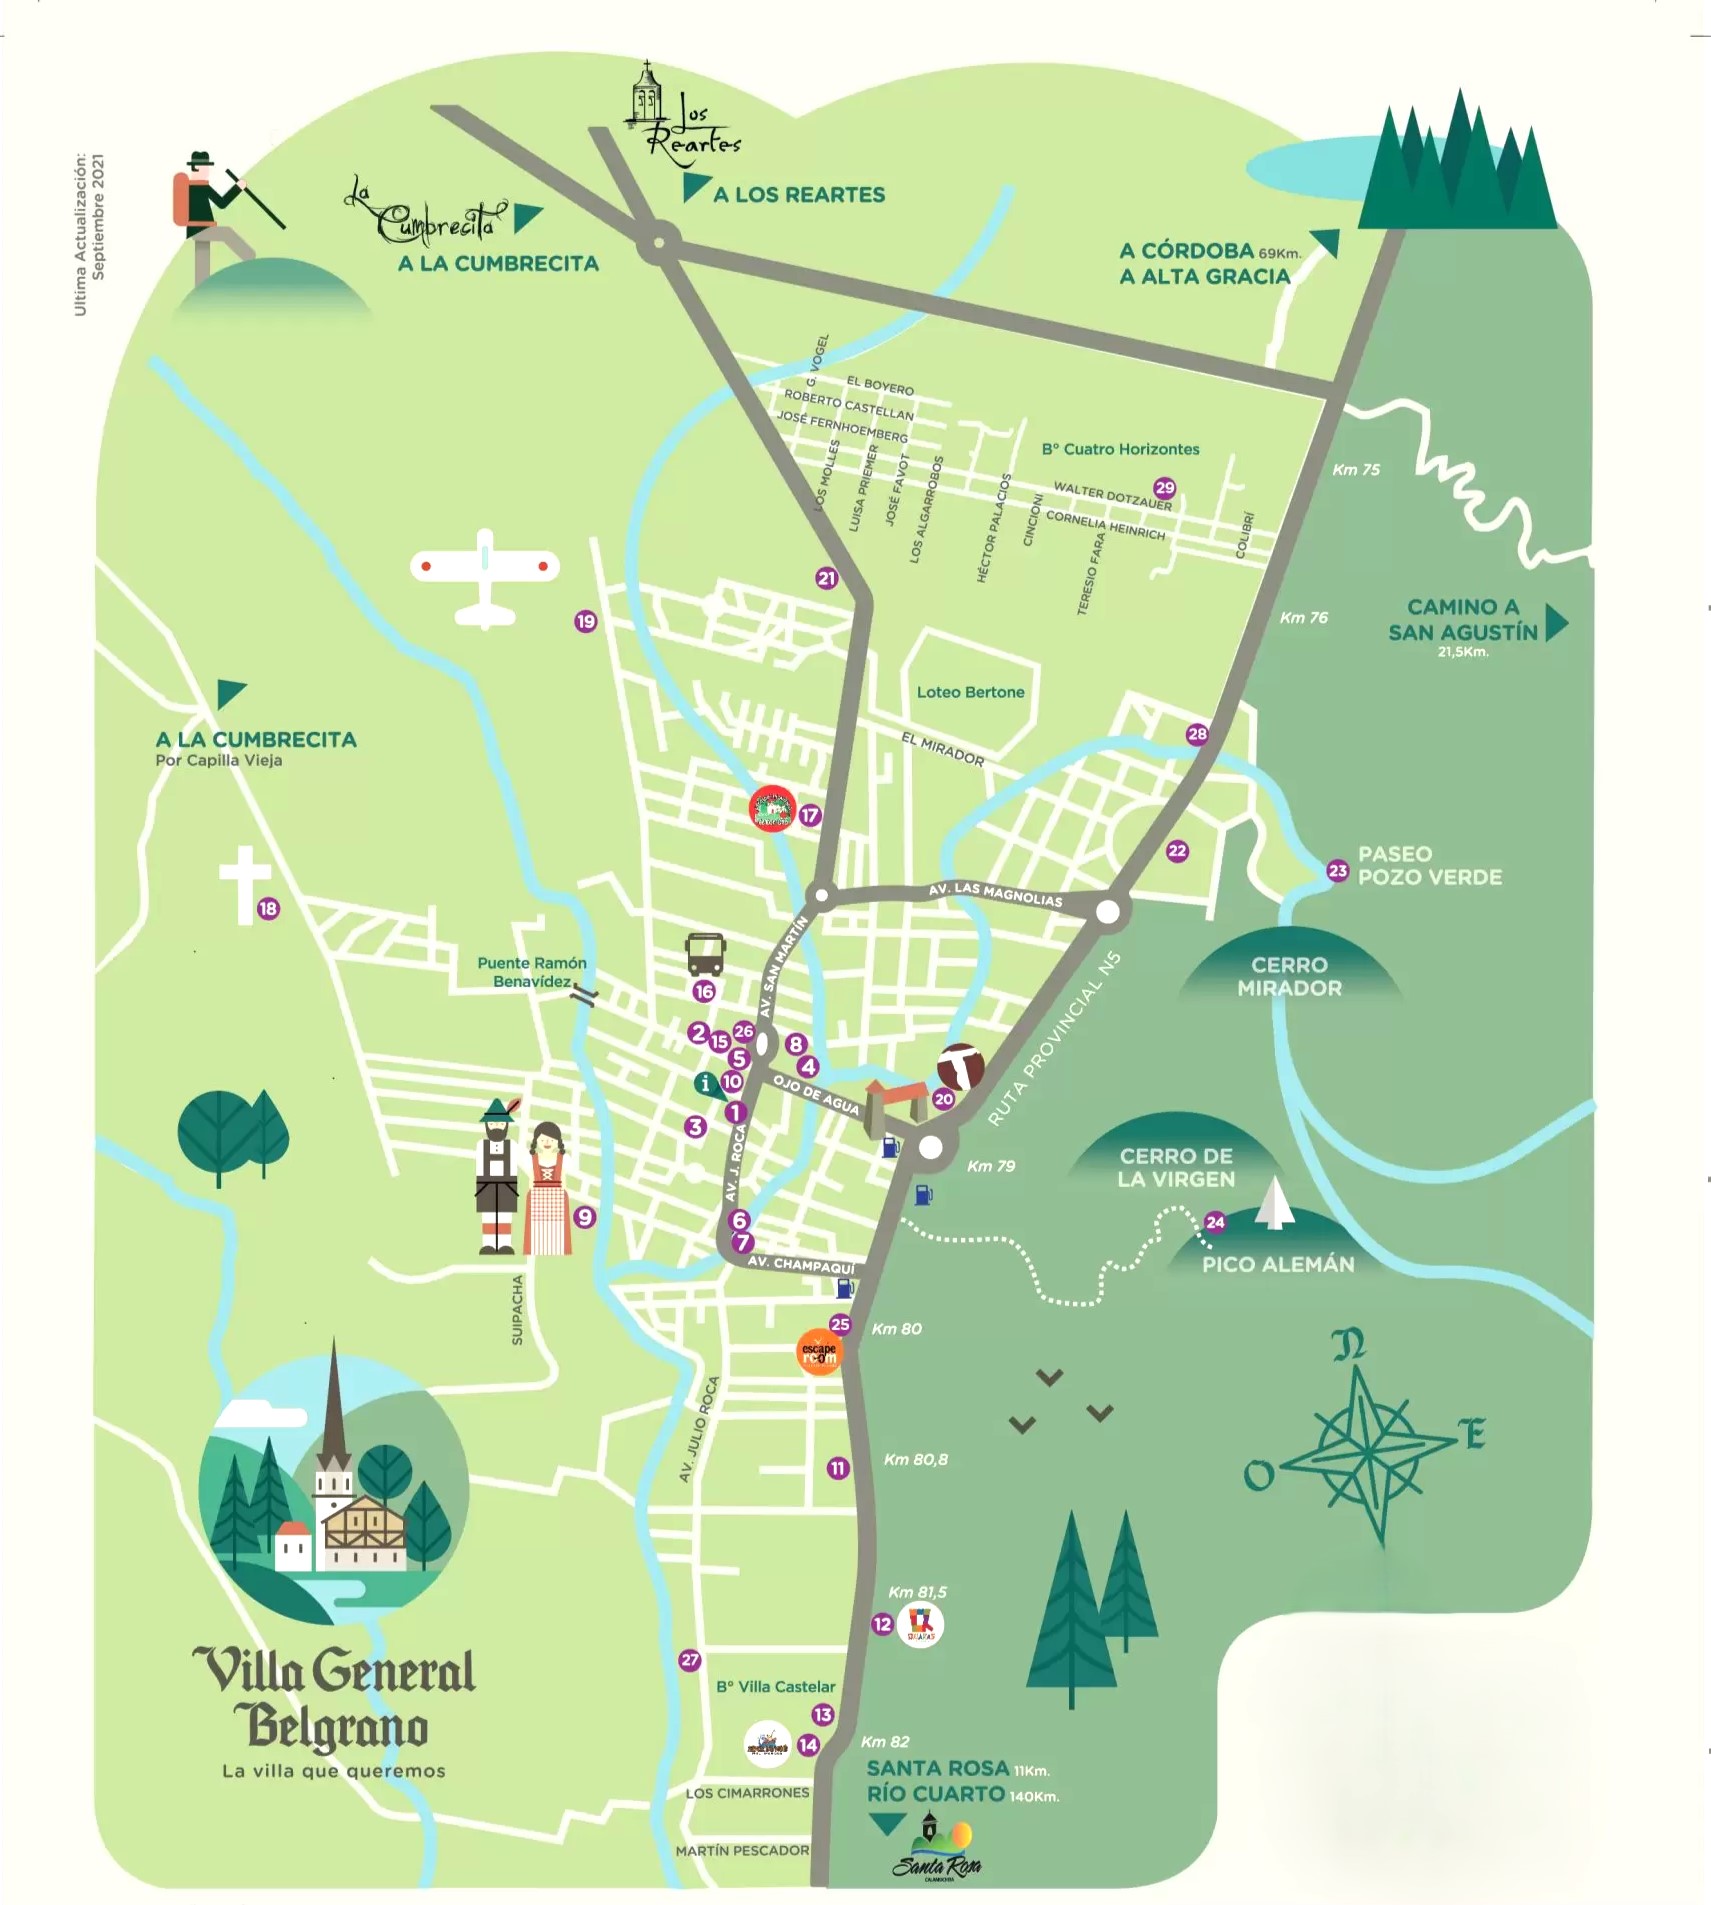 Ultima Actualización:
Septiembre 2021
Los
Reartes
A LOS REARTES
La
Cumbrecita
A LA CUMBRECITA
A CÓRDOBA 69Km.
A ALTA GRACIA
G. VOGEL
EL BOYERO
ROBERTO CASTELLAN
JOSÉ FERNHOEMBERG
LOS MOLLES
LUISA PRIEMER
JOSÉ FAVOT
LOS ALGARROBOS
HÉCTOR PALACIOS
CINCIONI
TERESIO FARA
COLIBRÍ
B° Cuatro Horizontes
29
WALTER DOTZAUER
CORNELIA HEINRICH
Km 75
21
19
Km 76
CAMINO A
SAN AGUSTÍN
21,5Km.
Loteo Bertone
EL MIRADOR
28
A LA CUMBRECITA
Por Capilla Vieja
17
22
23
PASEO
POZO VERDE
18
AV. LAS MAGNOLIAS
AV. SAN MARTÍN
Puente Ramón
Benavídez
CERRO
MIRADOR
16
RUTA PROVINCIAL N5
2
15
26
8
5
4
i
10
OJO DE AGUA
1
3
20
AV. J. ROCA
Km 79
CERRO DE
LA VIRGEN
24
PICO ALEMÁN
9
6
7
AV. CHAMPAQUÍ
SUIPACHA
25
Km 80
escape
room
N
E
O
AV. JULIO ROCA
11
Km 80,8
Km 81,5
12
27
B° Villa Castelar
13
14
Km 82
Villa General
Belgrano
La villa que queremos
SANTA ROSA 11Km.
RÍO CUARTO 140Km.
LOS CIMARRONES
MARTÍN PESCADOR
Santa Rosa
CALAMUCHITA